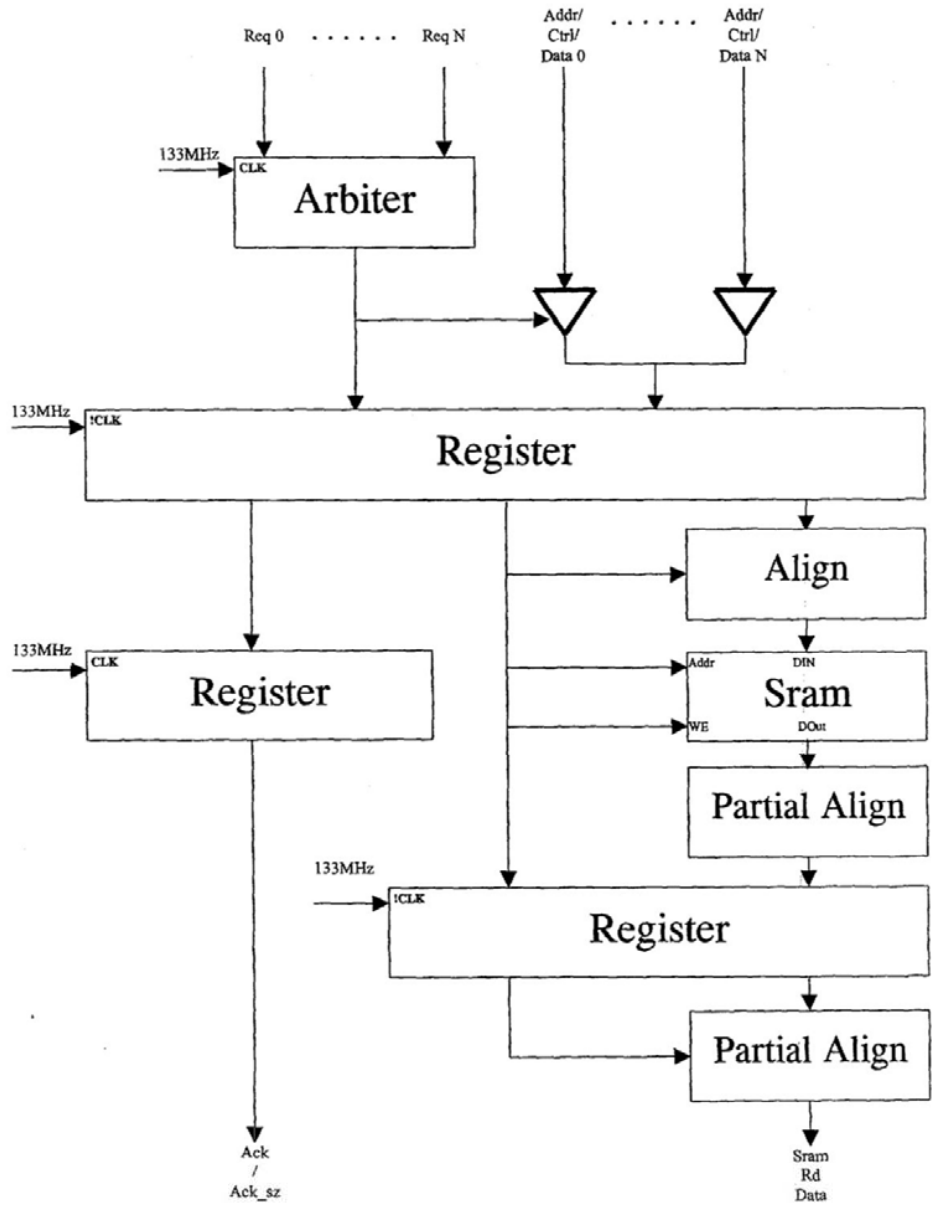 Req 0 . . . . . . Req N
Addr/
Ctrl/
Data 0
. . . . . .
Addr/
Ctrl/
Data N
133MHz
CLK
Arbiter
133MHz
!CLK
Register
Align
133MHz
CLK
Register
Addr
DIN
Sram
WE
DOut
Partial Align
133MHz
!CLK
Register
Partial Align
Ack
/
Ack_sz
Sram
Rd
Data